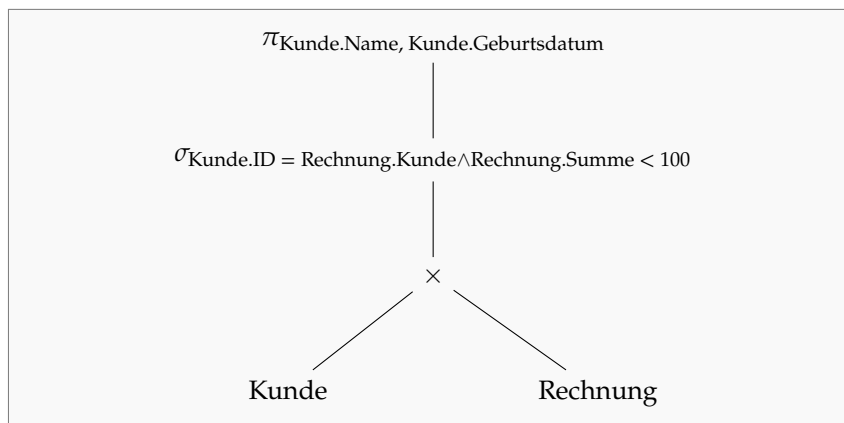 πKunde.Name, Kunde.Geburtsdatum
σKunde.ID = Rechnung.Kunde∧Rechnung.Summe < 100
×
Kunde Rechnung